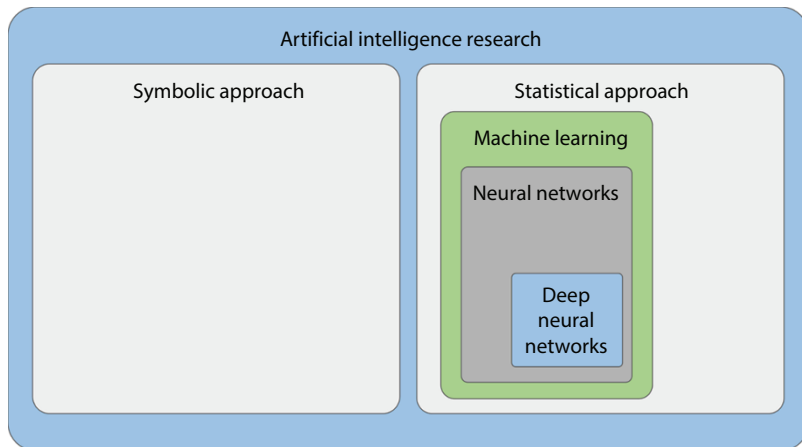 Artificial intelligence research
Symbolic approach
Statistical approach
Machine learning
Neural networks
Deep
neural
networks